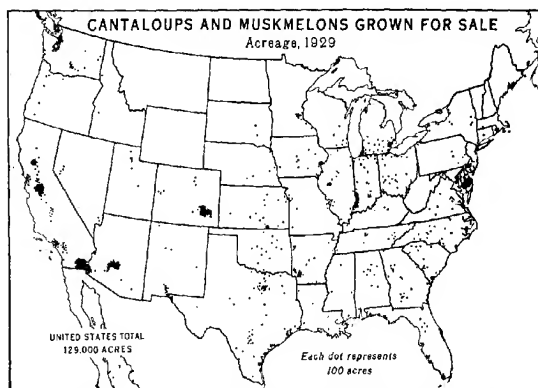 CANTALOUPS AND MUSKMELONS GROWN FOR SALE
Acreage, 1929
UNITED STATES TOTAL
129,000 ACRES
Each dot represents
100 acres